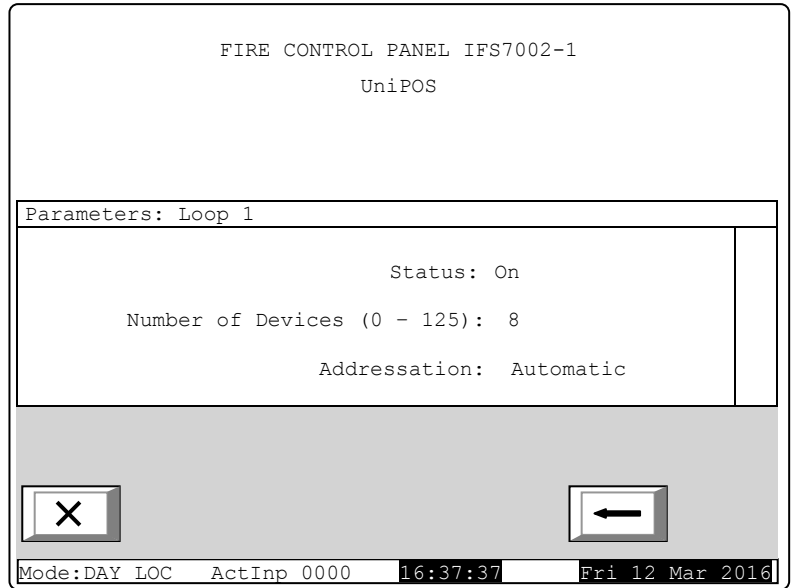 FIRE CONTROL PANEL IFS7002-1
UniPOS
Parameters: Loop 1
Status: On
Number of Devices (0 – 125): 8
Addressation: Automatic
Mode:DAY LOC ActInp 0000 16:37:37 Fri 12 Mar 2016